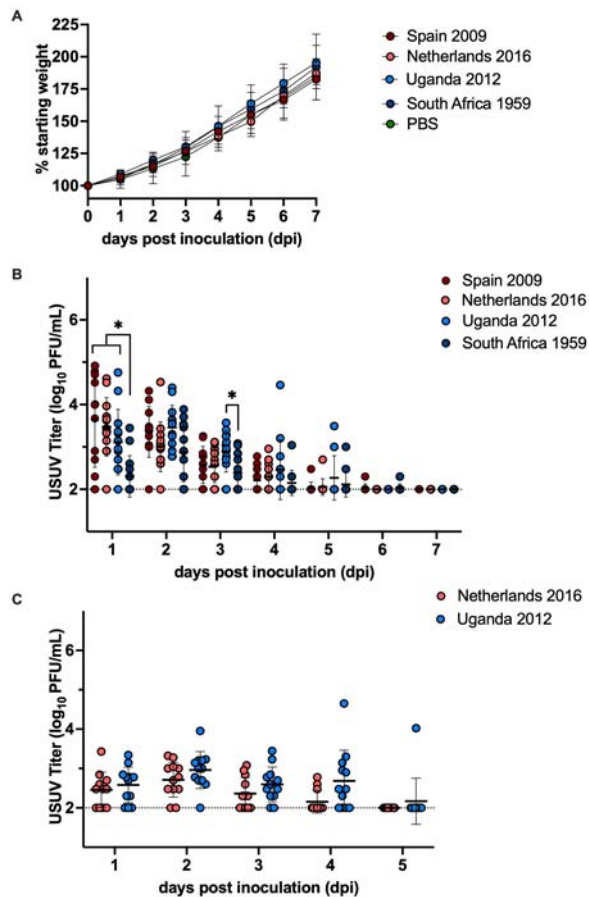 A
% starting weight
200
175
150
125
100
0 1 2 3 4 5 6 7
days post inoculation (dpi)
Spain 2009
Netherlands 2016
Uganda 2012
South Africa 1959
PBS
B
USUV Titer (log10 PFU/mL)
6
4
2
*
*
1 2 3 4 5 6 7
days post inoculation (dpi)
Spain 2009
Netherlands 2016
Uganda 2012
South Africa 1959
C
USUV Titer (log10 PFU/mL)
6
4
2
1 2 3 4 5
days post inoculation (dpi)
Netherlands 2016
Uganda 2012